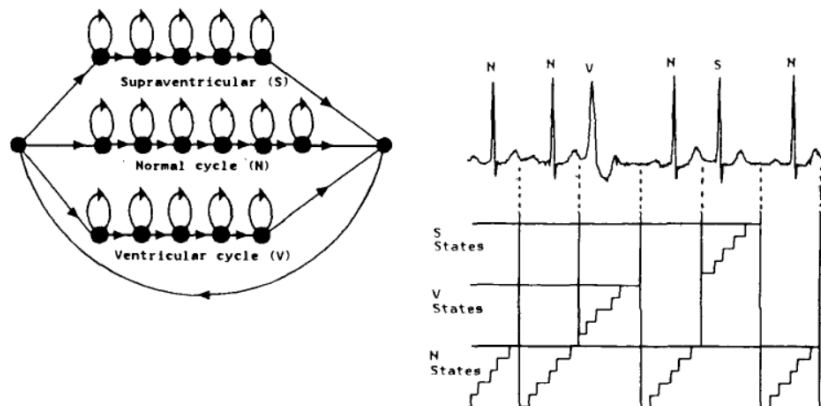 Supraventricular (S)
Normal cycle (N)
Ventricular cycle (V)
N N V N S N
S
States
V
States
N
States